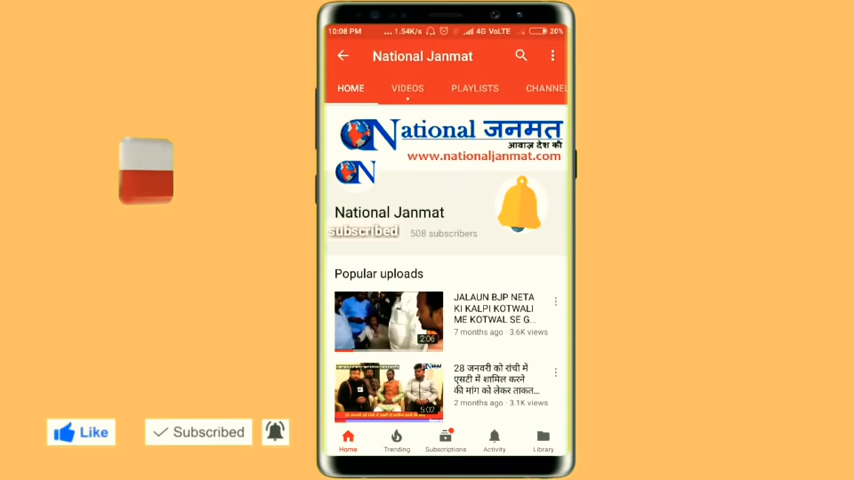 10:08 PM ... 1.54K/s 4G VoLTE 20%
National Janmat
HOME VIDEOS PLAYLISTS CHANNEL
National जनमत
आवाज़ देश की
www.nationaljanmat.com
N
National Janmat
subscribed 508 subscribers
Popular uploads
JALAUN BJP NETA
KI KALPI KOTWALI
ME KOTWAL SE G...
7 months ago · 3.6K views
2:06
28 जनवरी को रांची में
एसटी में शामिल करने
की मांग को लेकर ताकत...
2 months ago · 3.1K views
5:02
Like
Subscribed
Home Trending Subscriptions Activity Library